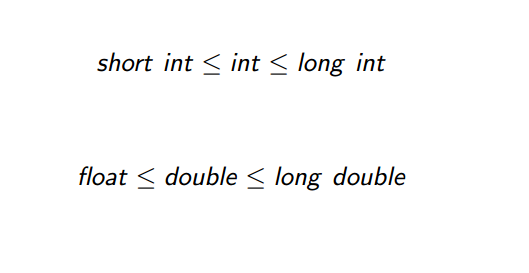 short int ≤ int ≤ long int
float ≤ double ≤ long double